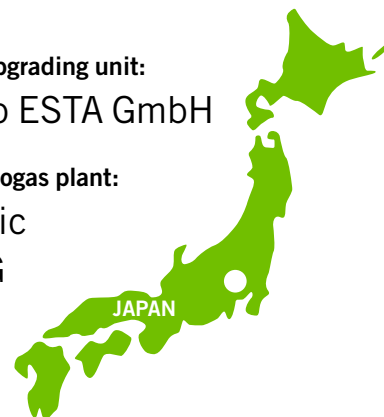 pgrading unit:
o ESTA GmbH
ogas plant:
ic
G
JAPAN